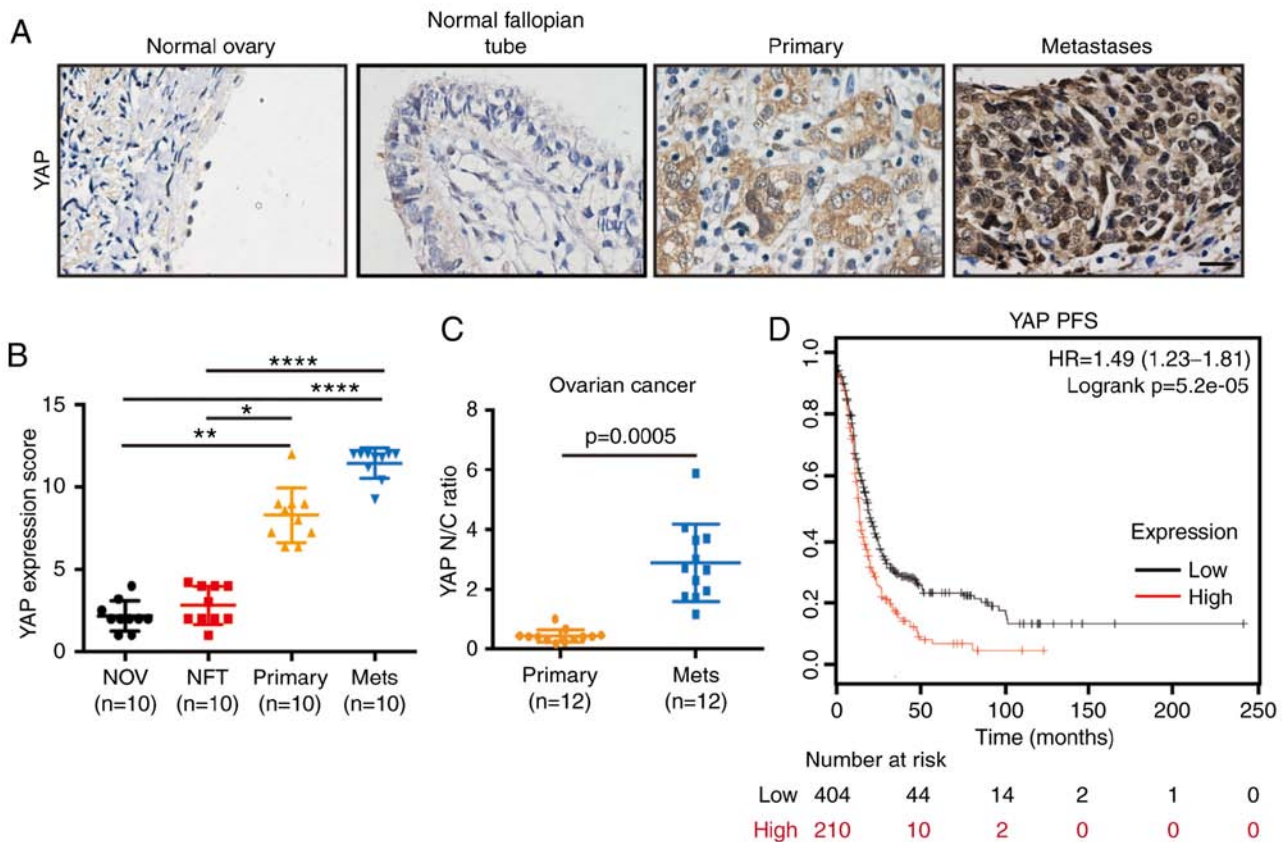 A
Normal ovary
Normal fallopian
tube
Primary
Metastases
YAP
B
****
****
*
**
YAP expression score
15
10
5
0
NOV
(n=10)
NFT
(n=10)
Primary
(n=10)
Mets
(n=10)
C
Ovarian cancer
p=0.0005
YAP N/C ratio
8
6
4
2
0
Primary
(n=12)
Mets
(n=12)
D
YAP PFS
HR=1.49 (1.23–1.81)
Logrank p=5.2e-05
1.0
0.8
0.6
0.4
0.2
0.0
Expression
Low
High
0 50 100 150 200 250
Time (months)
Number at risk
Low 404 44 14 2 1 0
High 210 10 2 0 0 0